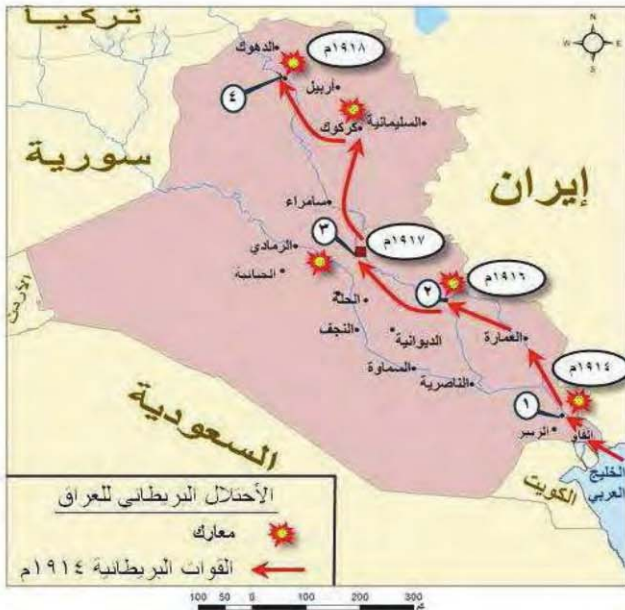 تركيا
N
W E
S
١٩١٨م
الدهوك
أربيل
٤
السليمانية
كركوك
سورية
إيران
سامراء
٣
١٩١٧م
الرمادي
الحبانية
١٩١٦م
٢
الحلة
الديوانية
العمارة
النجف
الأردن
السماوة
الناصرية
١٩١٤م
١
الفاو
السعودية
الخليج
العربي
الكويت
الأحتلال البريطاني للعراق
معارك
القوات البريطانية ١٩١٤م
100 50 0 100 200 300
كم